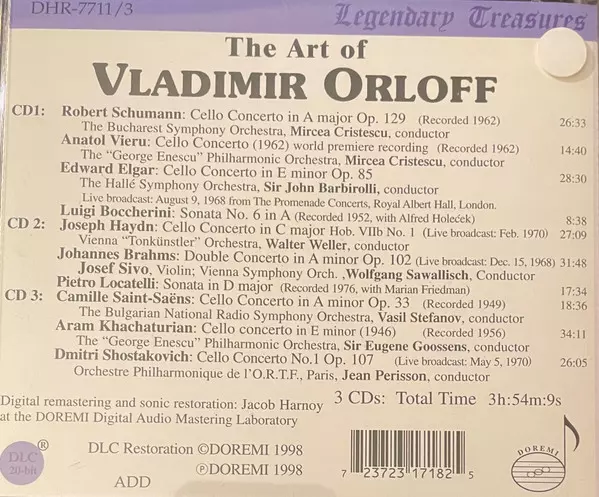 DHR-7711/3
Legendary Treasures
The Art of
VLADIMIR ORLOFF
CD1: Robert Schumann: Cello Concerto in A major Op. 129 (Recorded 1962) 26:33
The Bucharest Symphony Orchestra, Mircea Cristescu, conductor
Anatol Vieru: Cello Concerto (1962) world premiere recording (Recorded 1962) 14:40
The "George Enescu" Philharmonic Orchestra, Mircea Cristescu, conductor
Edward Elgar: Cello Concerto in E minor Op. 85 28:30
The Hallé Symphony Orchestra, Sir John Barbirolli, conductor
Live broadcast: August 9, 1968 from The Promenade Concerts, Royal Albert Hall, London.
Luigi Boccherini: Sonata No. 6 in A (Recorded 1952, with Alfred Holeček) 8:38
CD 2: Joseph Haydn: Cello Concerto in C major Hob. VIIb No. 1 (Live broadcast: Feb. 1970) 27:09
Vienna "Tonkünstler" Orchestra, Walter Weller, conductor
Johannes Brahms: Double Concerto in A minor Op. 102 (Live broadcast: Dec. 15, 1968) 31:48
Josef Sivo, Violin; Vienna Symphony Orch. ,Wolfgang Sawallisch, Conductor
Pietro Locatelli: Sonata in D major (Recorded 1976, with Marian Friedman) 17:34
CD 3: Camille Saint-Saëns: Cello Concerto in A minor Op. 33 (Recorded 1949) 18:36
The Bulgarian National Radio Symphony Orchestra, Vasil Stefanov, conductor
Aram Khachaturian: Cello concerto in E minor (1946) (Recorded 1956) 34:11
The "George Enescu" Philharmonic Orchestra, Sir Eugene Goossens, conductor
Dmitri Shostakovich: Cello Concerto No.1 Op. 107 (Live broadcast: May 5, 1970) 26:05
Orchestre Philharmonique de l'O.R.T.F., Paris, Jean Perisson, conductor
Digital remastering and sonic restoration: Jacob Harnoy
at the DOREMI Digital Audio Mastering Laboratory
3 CDs: Total Time 3h:54m:9s
DLC
20-bit
®
DLC Restoration ©DOREMI 1998
℗DOREMI 1998
ADD
7 23723 17182 5
DOREMI